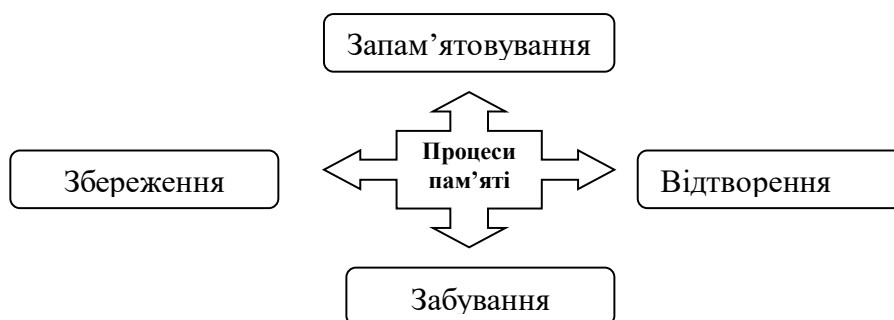 Запам’ятовування
Збереження
Процеси
пам’яті
Відтворення
Забування